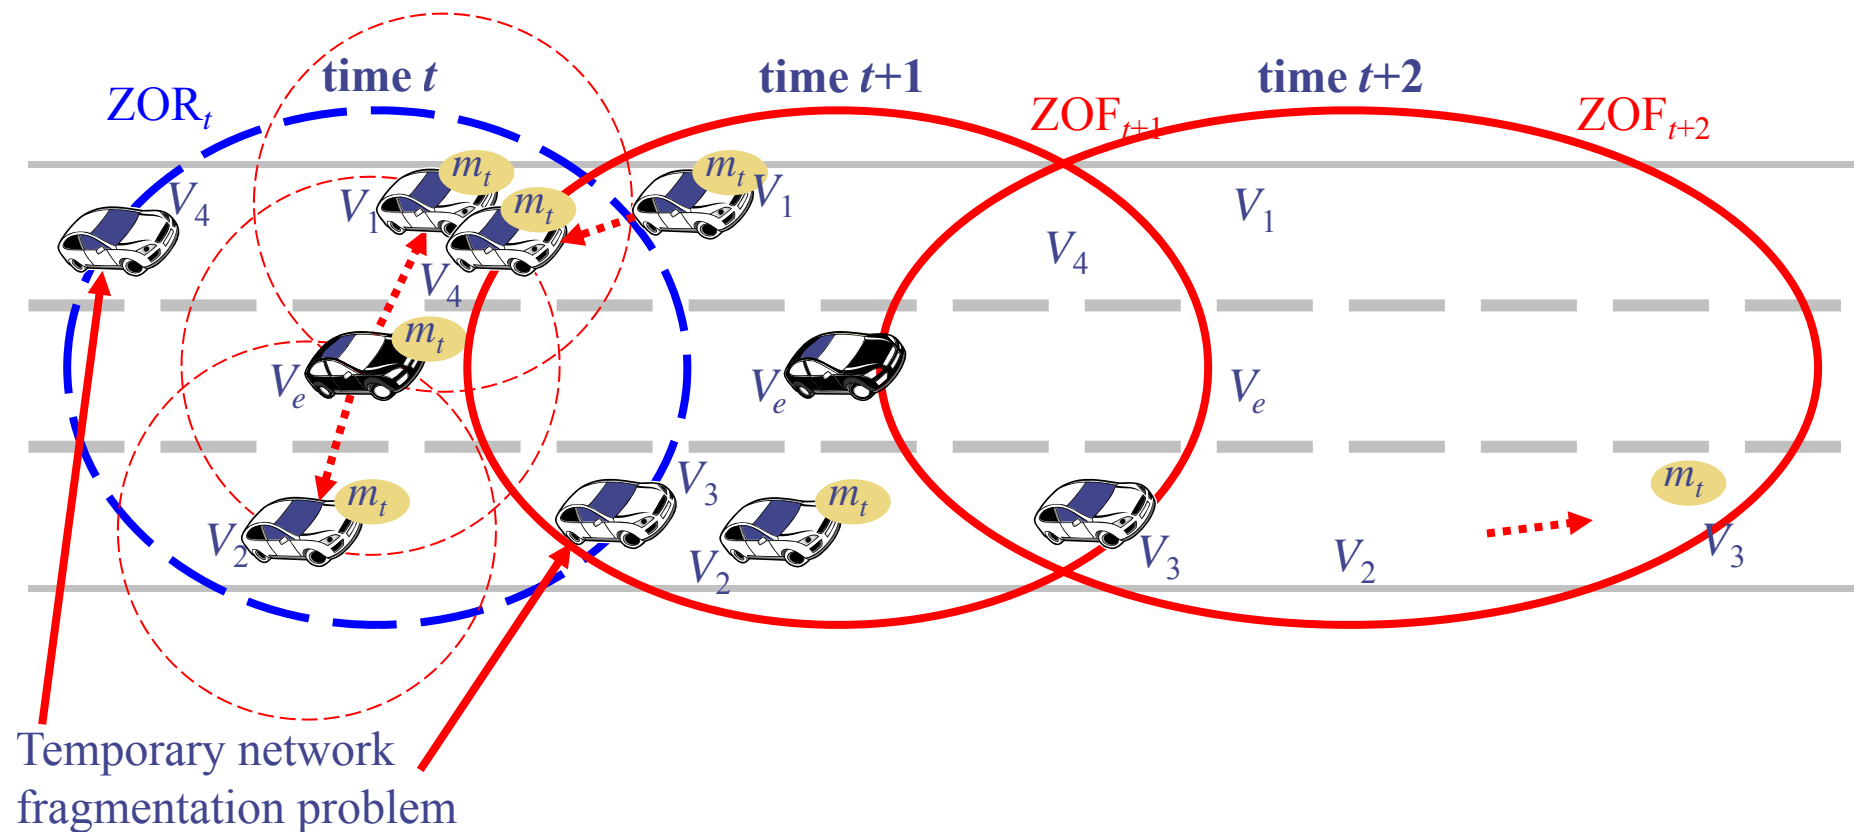 time t
time t+1
time t+2
ZORt
ZOFt+1
ZOFt+2
mt
mt
mt
V4
V1
V1
V1
V4
V4
mt
Ve
Ve
Ve
mt
mt
mt
V3
V2
V2
V3
V2
V3
Temporary network
fragmentation problem